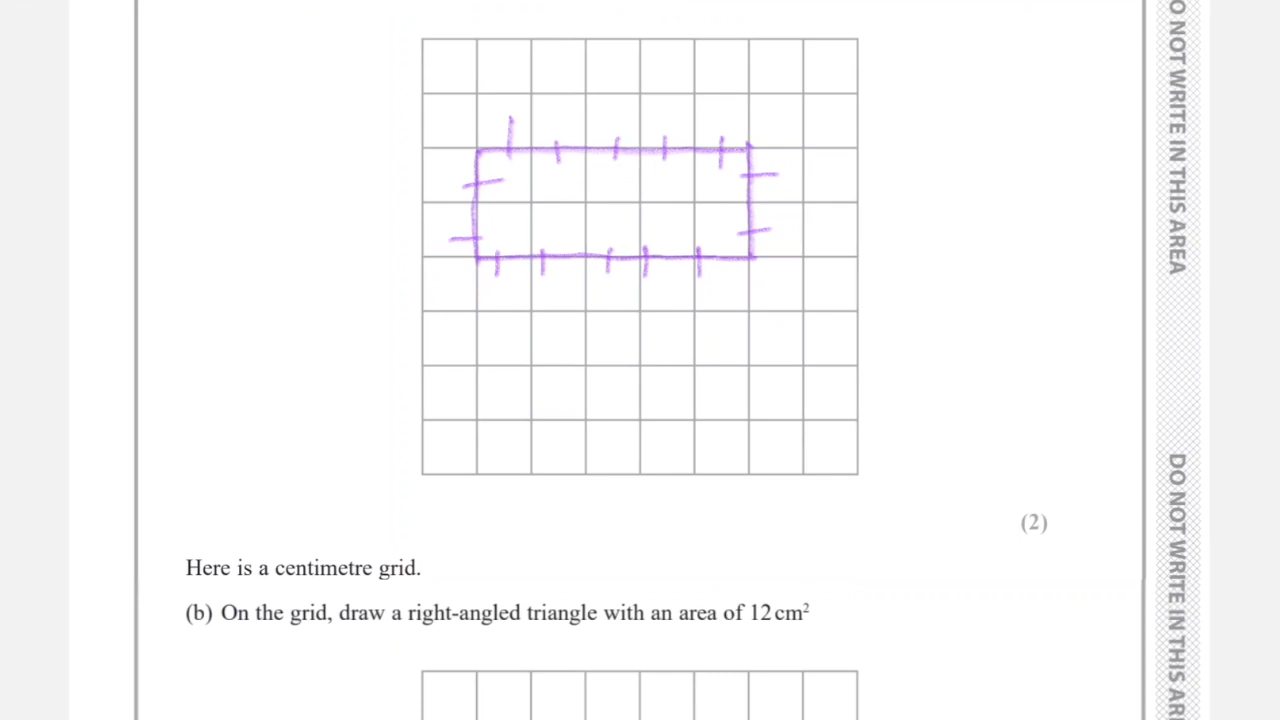 (2)
Here is a centimetre grid.
(b) On the grid, draw a right-angled triangle with an area of 12 cm²
DO NOT WRITE IN THIS AREA
DO NOT WRITE IN THIS ARE